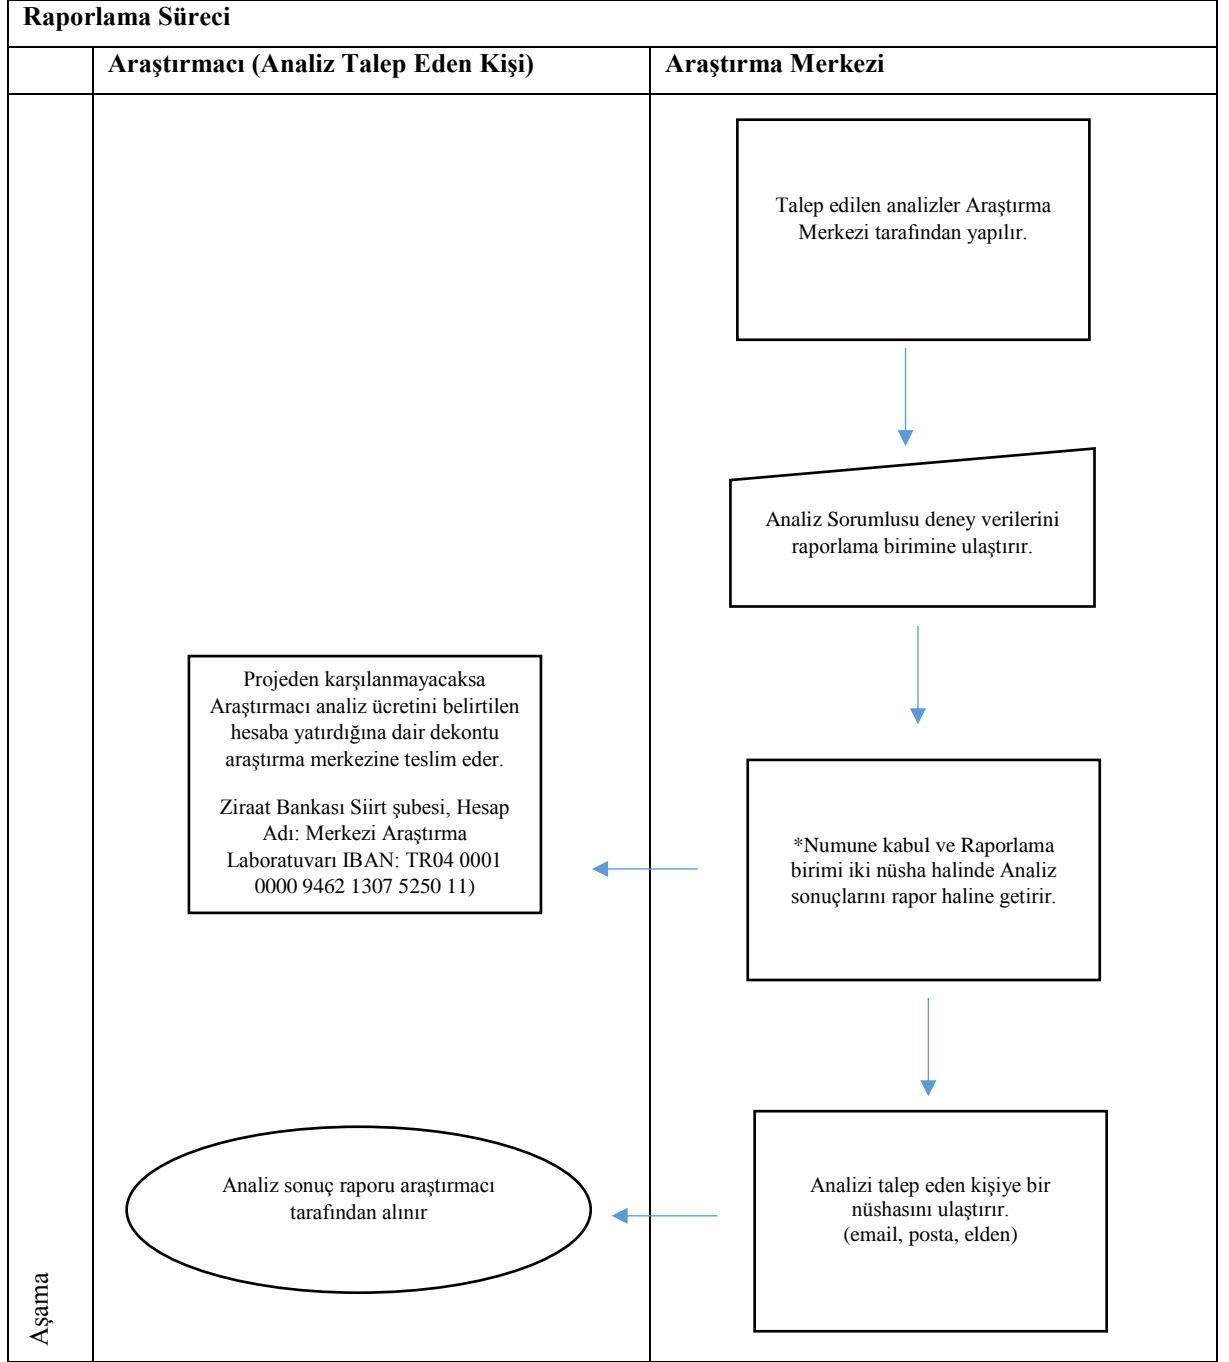 Raporlama Süreci
Araştırmacı (Analiz Talep Eden Kişi)
Araştırma Merkezi
Talep edilen analizler Araştırma
Merkezi tarafından yapılır.
Analiz Sorumlusu deney verilerini
raporlama birimine ulaştırır.
Projeden karşılanmayacaksa
Araştırmacı analiz ücretini belirtilen
hesaba yatırdığına dair dekontu
araştırma merkezine teslim eder.
Ziraat Bankası Siirt şubesi, Hesap
Adı: Merkezi Araştırma
Laboratuvarı IBAN: TR04 0001
0000 9462 1307 5250 11)
*Numune kabul ve Raporlama
birimi iki nüsha halinde Analiz
sonuçlarını rapor haline getirir.
Analizi talep eden kişiye bir
nüshasını ulaştırır.
(email, posta, elden)
Analiz sonuç raporu araştırmacı
tarafından alınır
Aşama